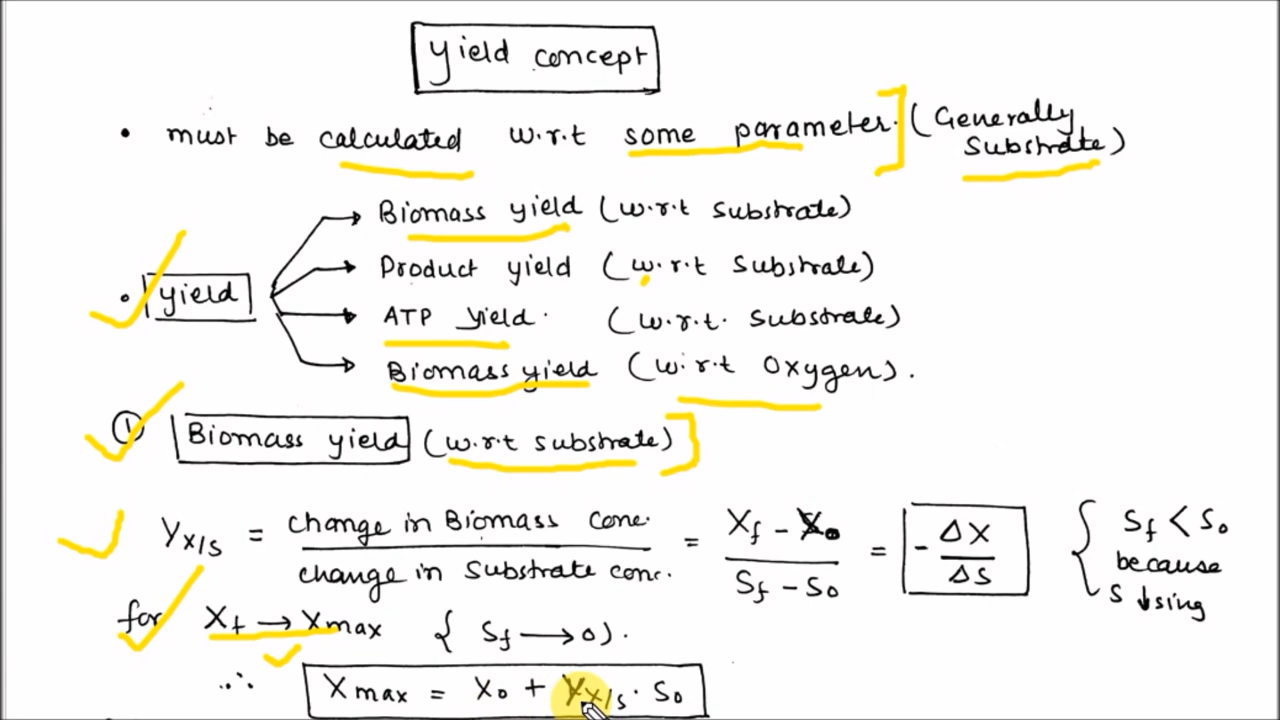 Yield concept
• must be calculated w.r.t some parameter. (Generally Substrate)
Biomass yield (w.r.t substrate)
Product yield (w.r.t substrate)
• Yield
ATP yield. (w.r.t. substrate)
Biomass yield (w.r.t oxygen).
① Biomass yield (w.r.t substrate)
Yx/s = change in Biomass conc. / change in Substrate conc. = Xf - X0 / Sf - S0 = - ΔX / ΔS { Sf < S0 because S ↓sing
for Xf → Xmax { Sf → 0).
∴ Xmax = X0 + Yx/s . S0